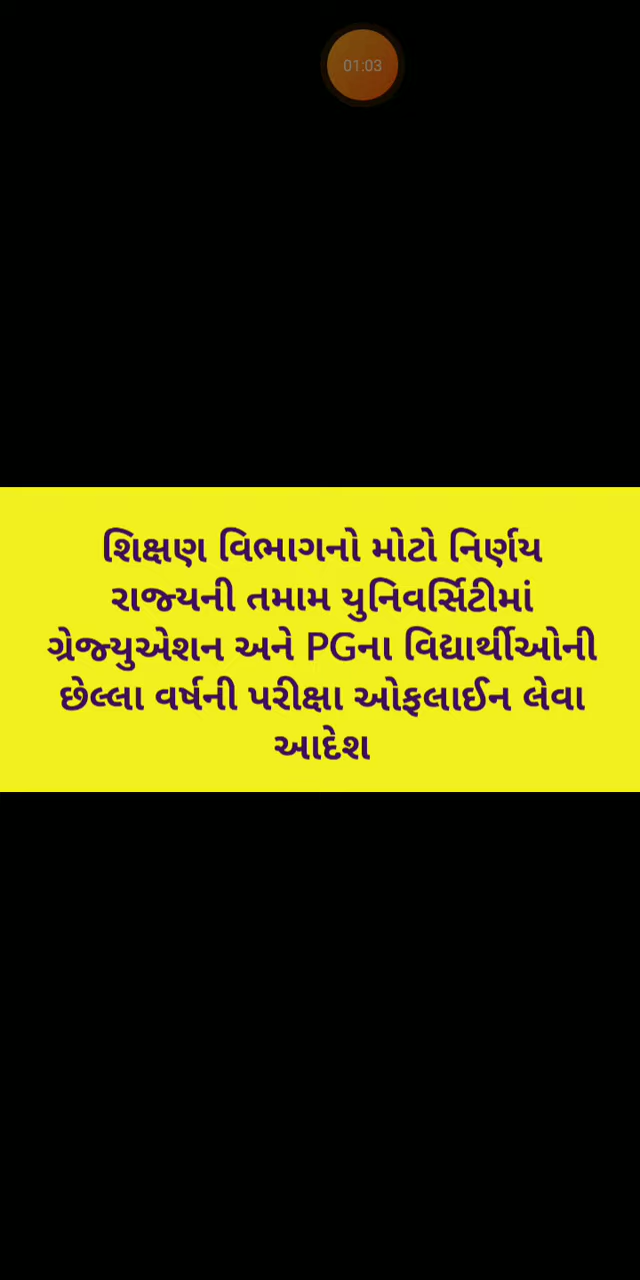 01:03
શિક્ષણ વિભાગનો મોટો નિર્ણય
રાજ્યની તમામ યુનિવર્સિટીમાં
ગ્રેજ્યુએશન અને PGના વિદ્યાર્થીઓની
છેલ્લા વર્ષની પરીક્ષા ઓફલાઈન લેવા
આદેશ